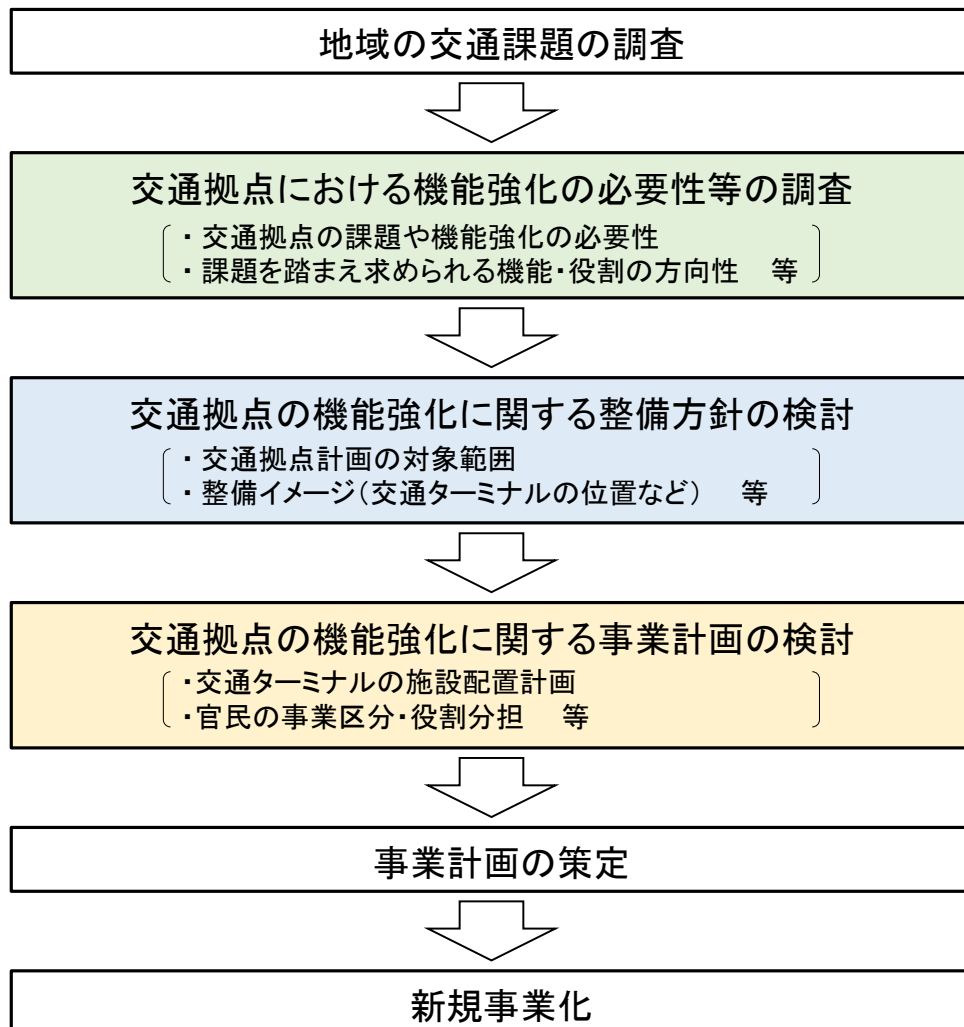 地域の交通課題の調査
交通拠点における機能強化の必要性等の調査
・ 交通拠点の課題や機能強化の必要性
・ 課題を踏まえ求められる機能・役割の方向性　等
交通拠点の機能強化に関する整備方針の検討
・ 交通拠点計画の対象範囲
・ 整備イメージ（交通ターミナルの位置など）　等
交通拠点の機能強化に関する事業計画の検討
・交通ターミナルの施設配置計画
・官民の事業区分・役割分担　等
事業計画の策定
新規事業化